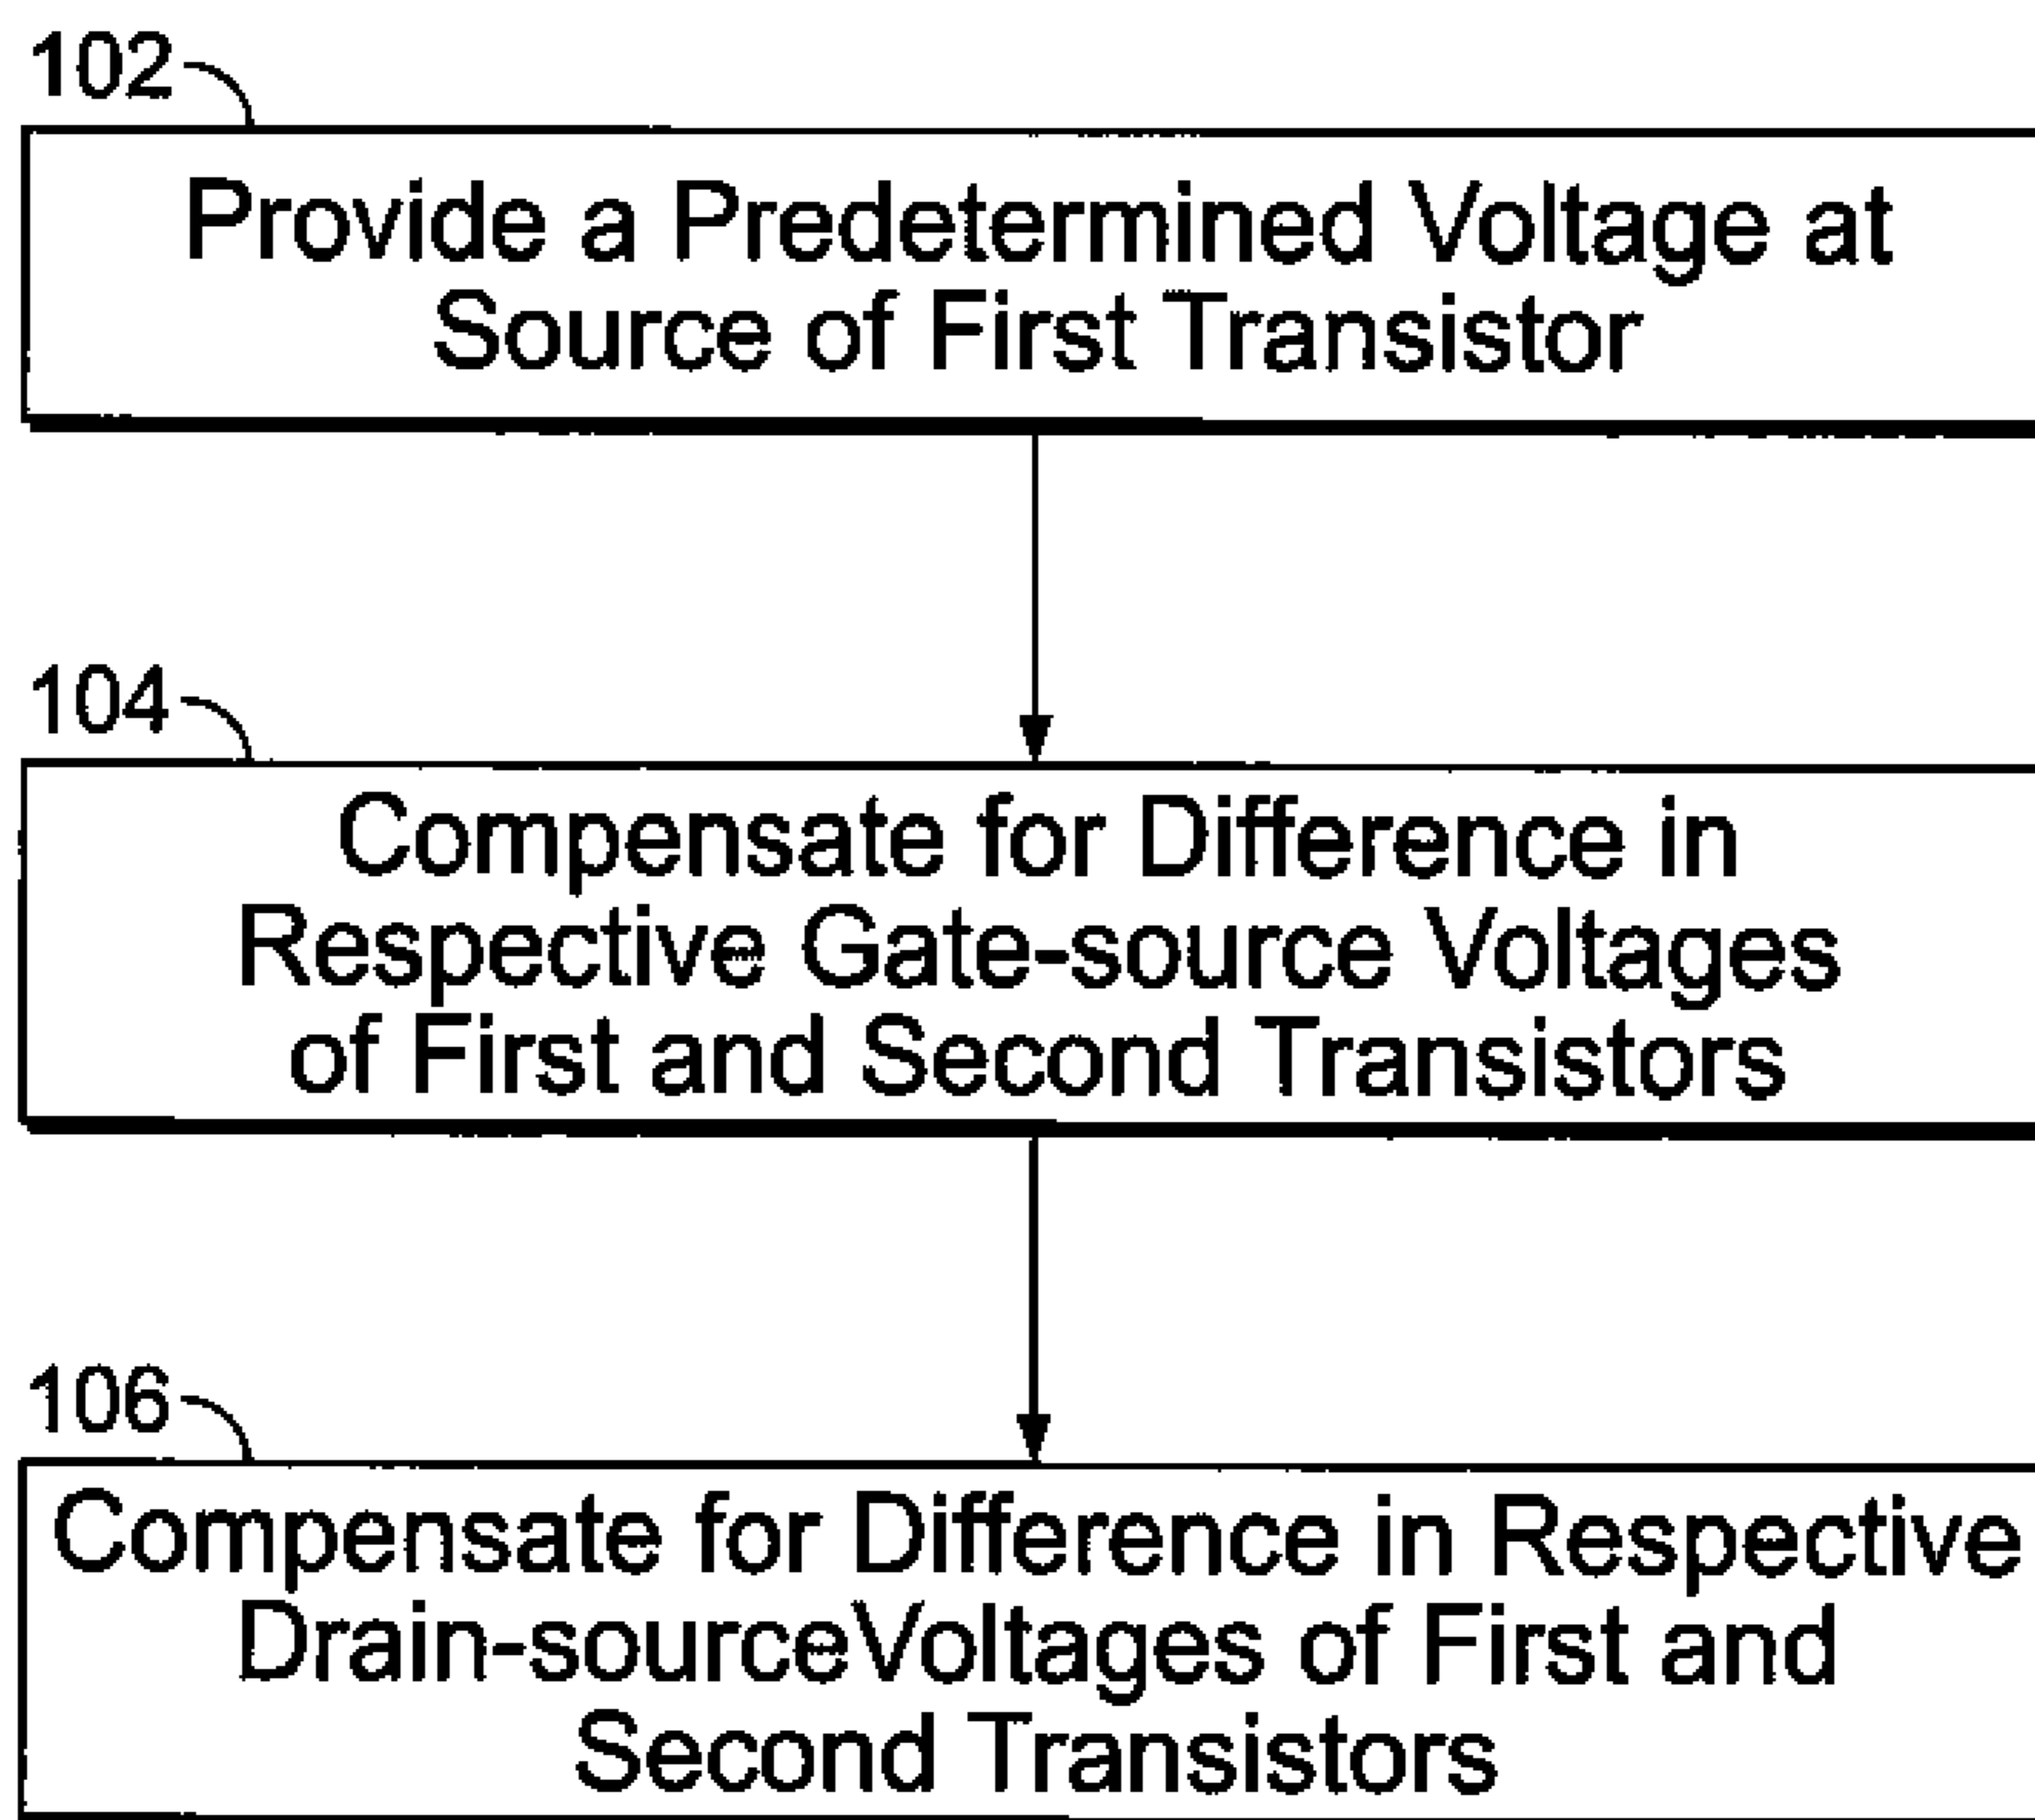 102
Provide a Predetermined Voltage at
Source of First Transistor
104
Compensate for Difference in
Respective Gate-source Voltages
of First and Second Transistors
106
Compensate for Difference in Respective
Drain-sourceVoltages of First and
Second Transistors